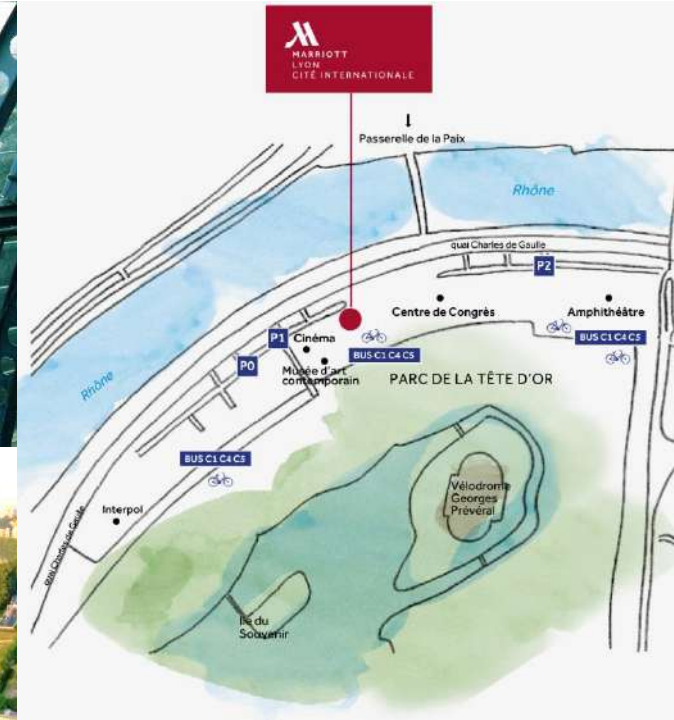 MARRIOTT
LYON
CITÉ INTERNATIONALE
Passerelle de la Paix
Rhône
quai Charles de Gaulle
P2
Centre de Congrès
Amphithéâtre
P1
Cinéma
BUS C1 C4 C5
BUS C1 C4 C5
P0
Musée d'art
contemporain
PARC DE LA TÊTE D'OR
Rhône
BUS C1 C4 C5
Vélodrome
Georges
Prévéral
Interpol
quai Charles de Gaulle
Ile du
Souvenir